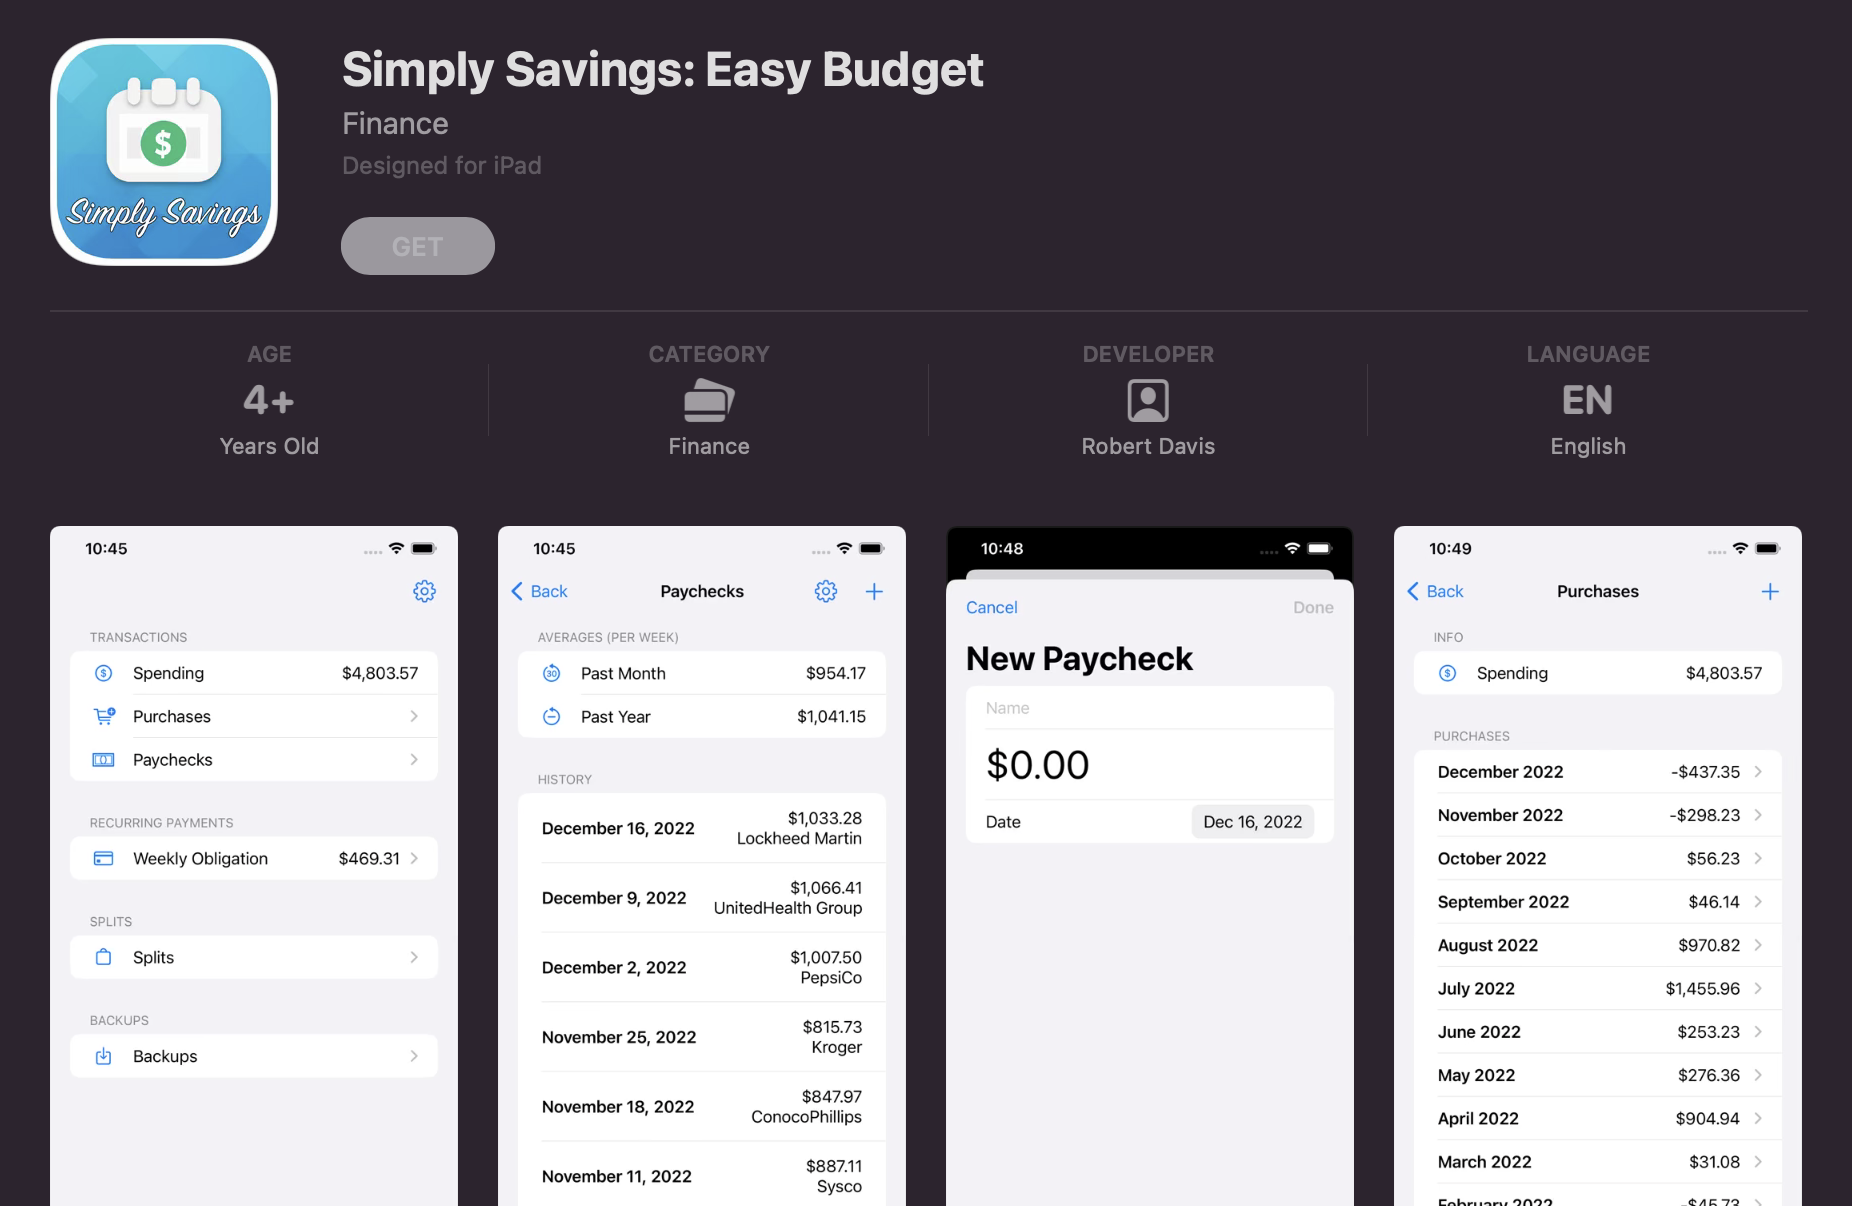 Simply Savings: Easy Budget
Finance
Designed for iPad
Simply Savings
GET
AGE
4+
Years Old
CATEGORY
Finance
DEVELOPER
Robert Davis
LANGUAGE
EN
English
10:45
TRANSACTIONS
Spending $4,803.57
Purchases
Paychecks
RECURRING PAYMENTS
Weekly Obligation $469.31
SPLITS
Splits
BACKUPS
Backups
10:45
Back Paychecks
AVERAGES (PER WEEK)
30 Past Month $954.17
Past Year $1,041.15
HISTORY
December 16, 2022 $1,033.28
Lockheed Martin
December 9, 2022 $1,066.41
UnitedHealth Group
December 2, 2022 $1,007.50
PepsiCo
November 25, 2022 $815.73
Kroger
November 18, 2022 $847.97
ConocoPhillips
November 11, 2022 $887.11
Sysco
10:48
Cancel Done
New Paycheck
Name
$0.00
Date Dec 16, 2022
10:49
Back Purchases
INFO
Spending $4,803.57
PURCHASES
December 2022 -$437.35
November 2022 -$298.23
October 2022 $56.23
September 2022 $46.14
August 2022 $970.82
July 2022 $1,455.96
June 2022 $253.23
May 2022 $276.36
April 2022 $904.94
March 2022 $31.08
February 2022 -$45.73